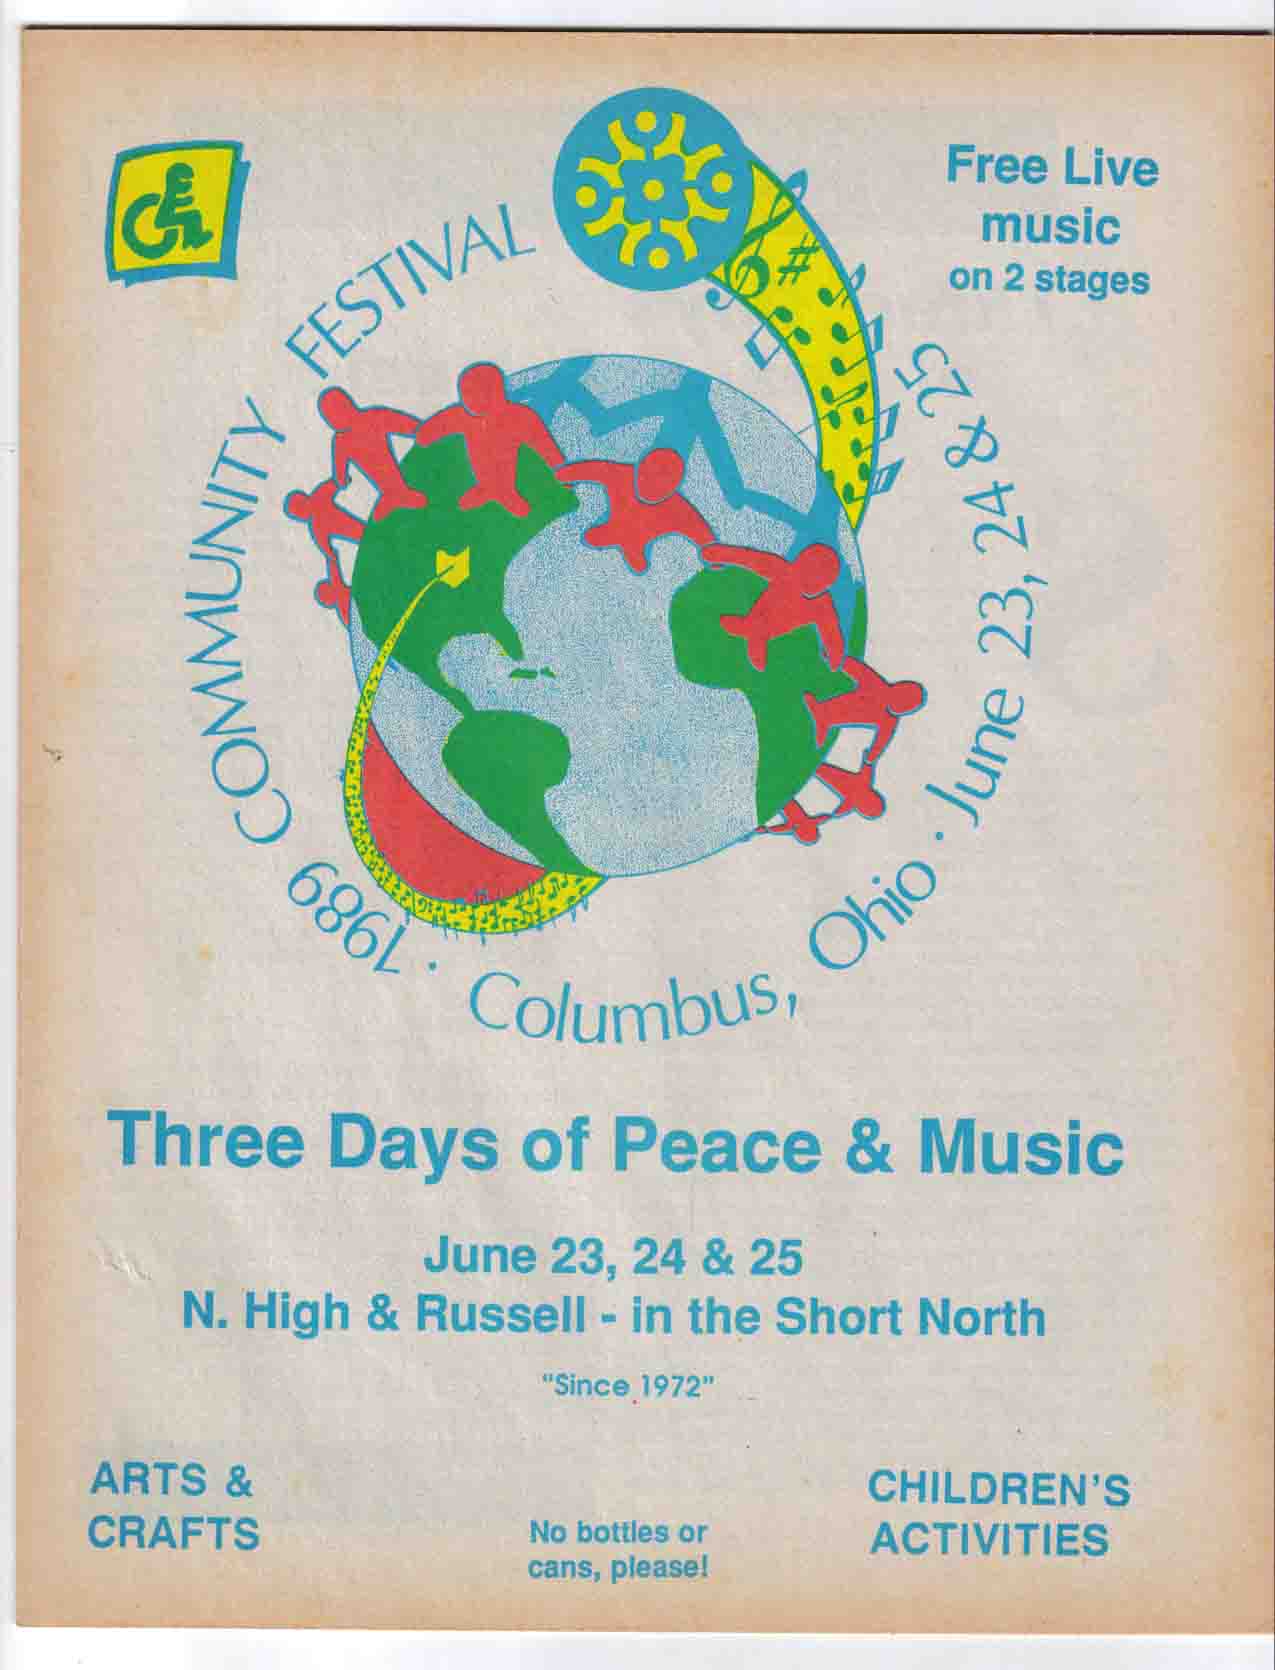 Free Live
music
on 2 stages
1989 COMMUNITY FESTIVAL · Columbus, Ohio · June 23, 24 & 25
Three Days of Peace & Music
June 23, 24 & 25
N. High & Russell - in the Short North
"Since 1972"
ARTS &
CRAFTS
No bottles or
cans, please!
CHILDREN'S
ACTIVITIES